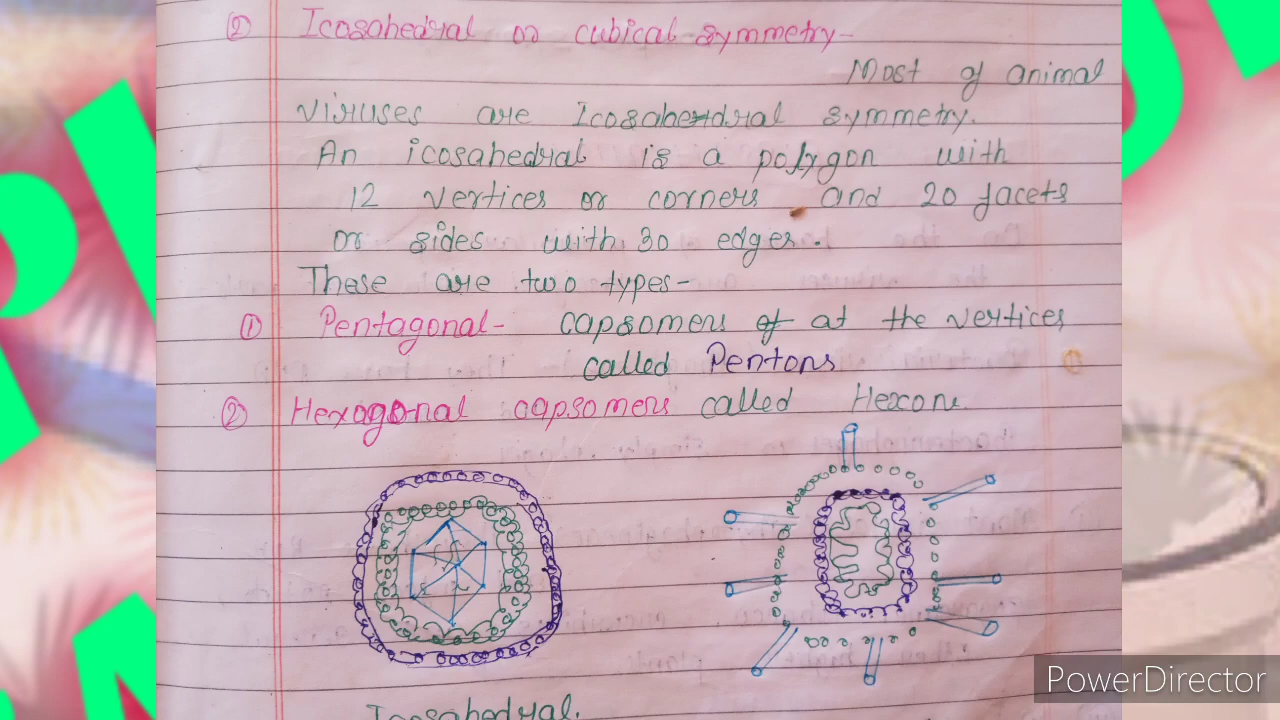 ② Icosahedral or cubical symmetry-
Most of animal
viruses are Icosahedral symmetry.
An icosahedral is a polygon with
12 vertices or corners and 20 facets
or sides with 30 edges.
These are two types-
① Pentagonal- capsomers of at the vertices
called Pentons
② Hexagonal capsomers called Hexon.
Icosahedral.
PowerDirector